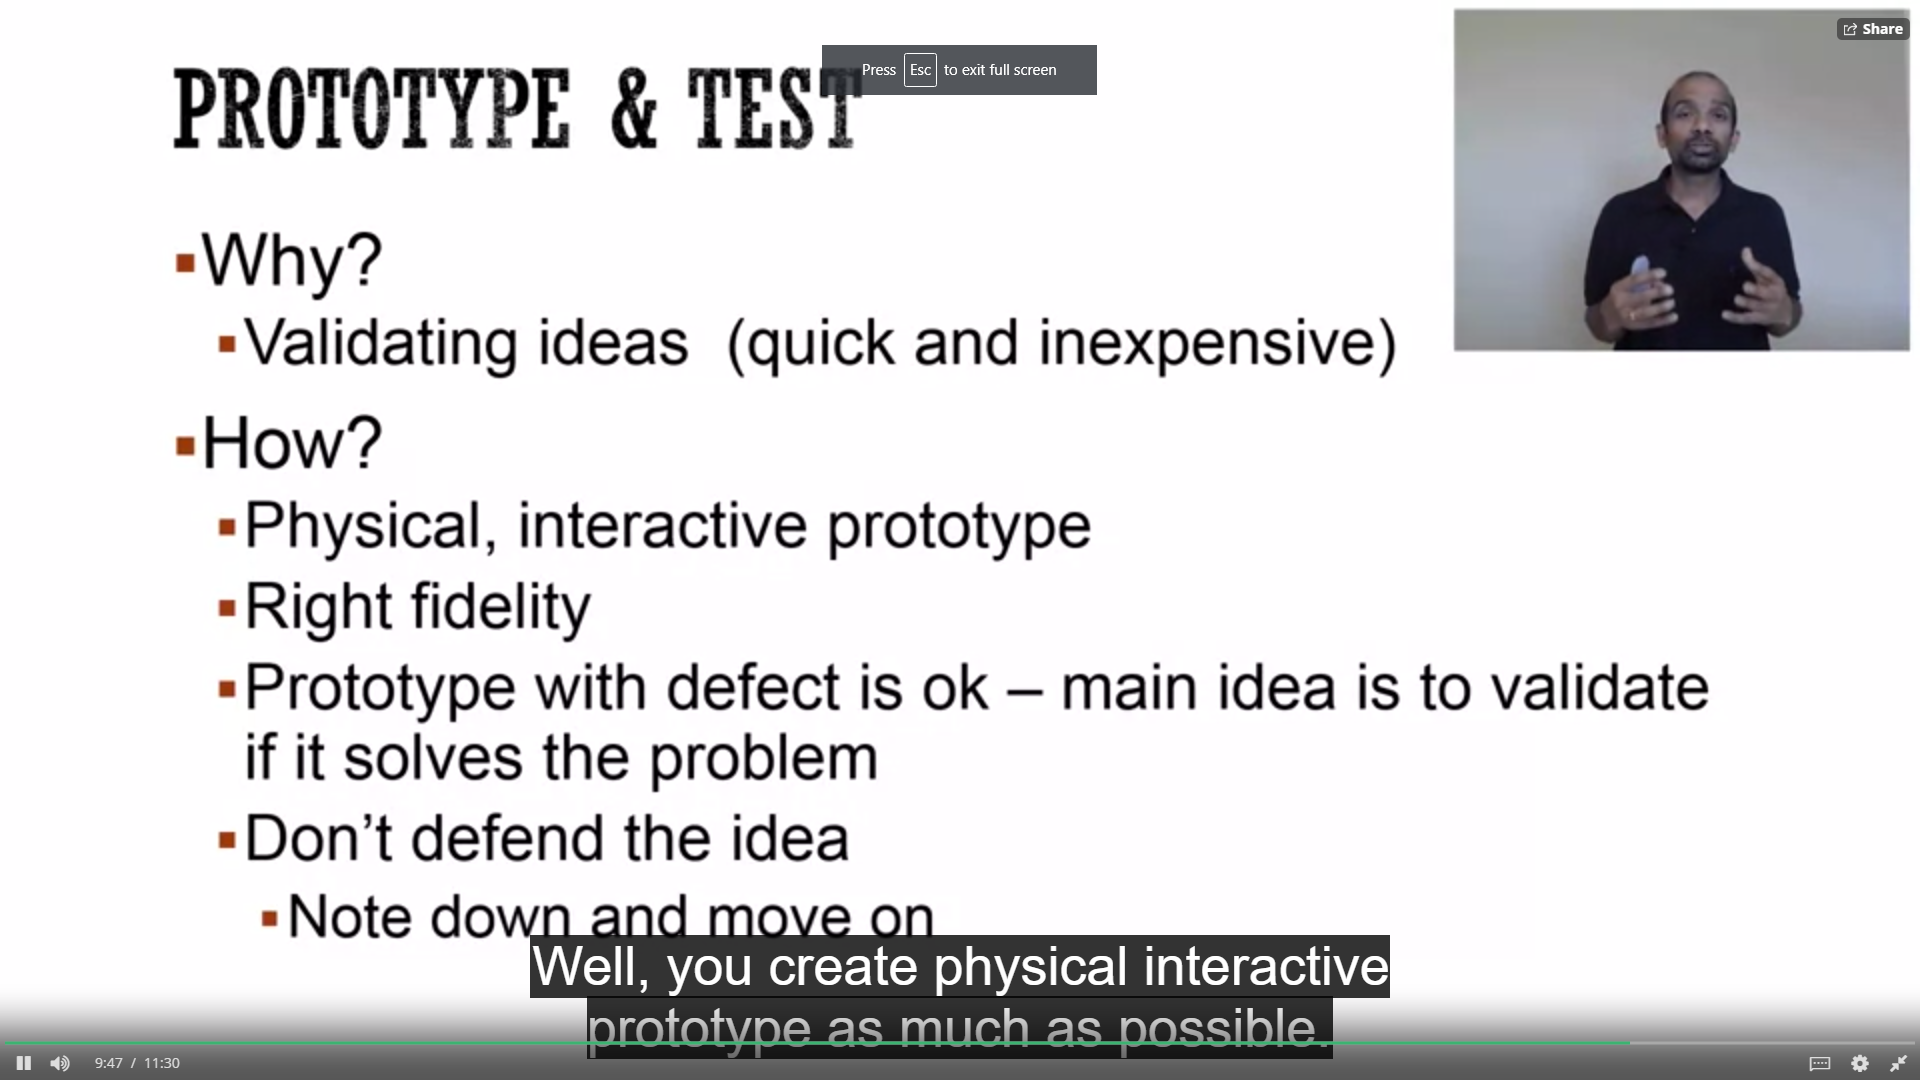 Share
Press Esc to exit full screen
PROTOTYPE & TEST
Why?
Validating ideas (quick and inexpensive)
How?
Physical, interactive prototype
Right fidelity
Prototype with defect is ok – main idea is to validate
if it solves the problem
Don’t defend the idea
Note down and move on
Well, you create physical interactive
prototype as much as possible.
9:47 / 11:30